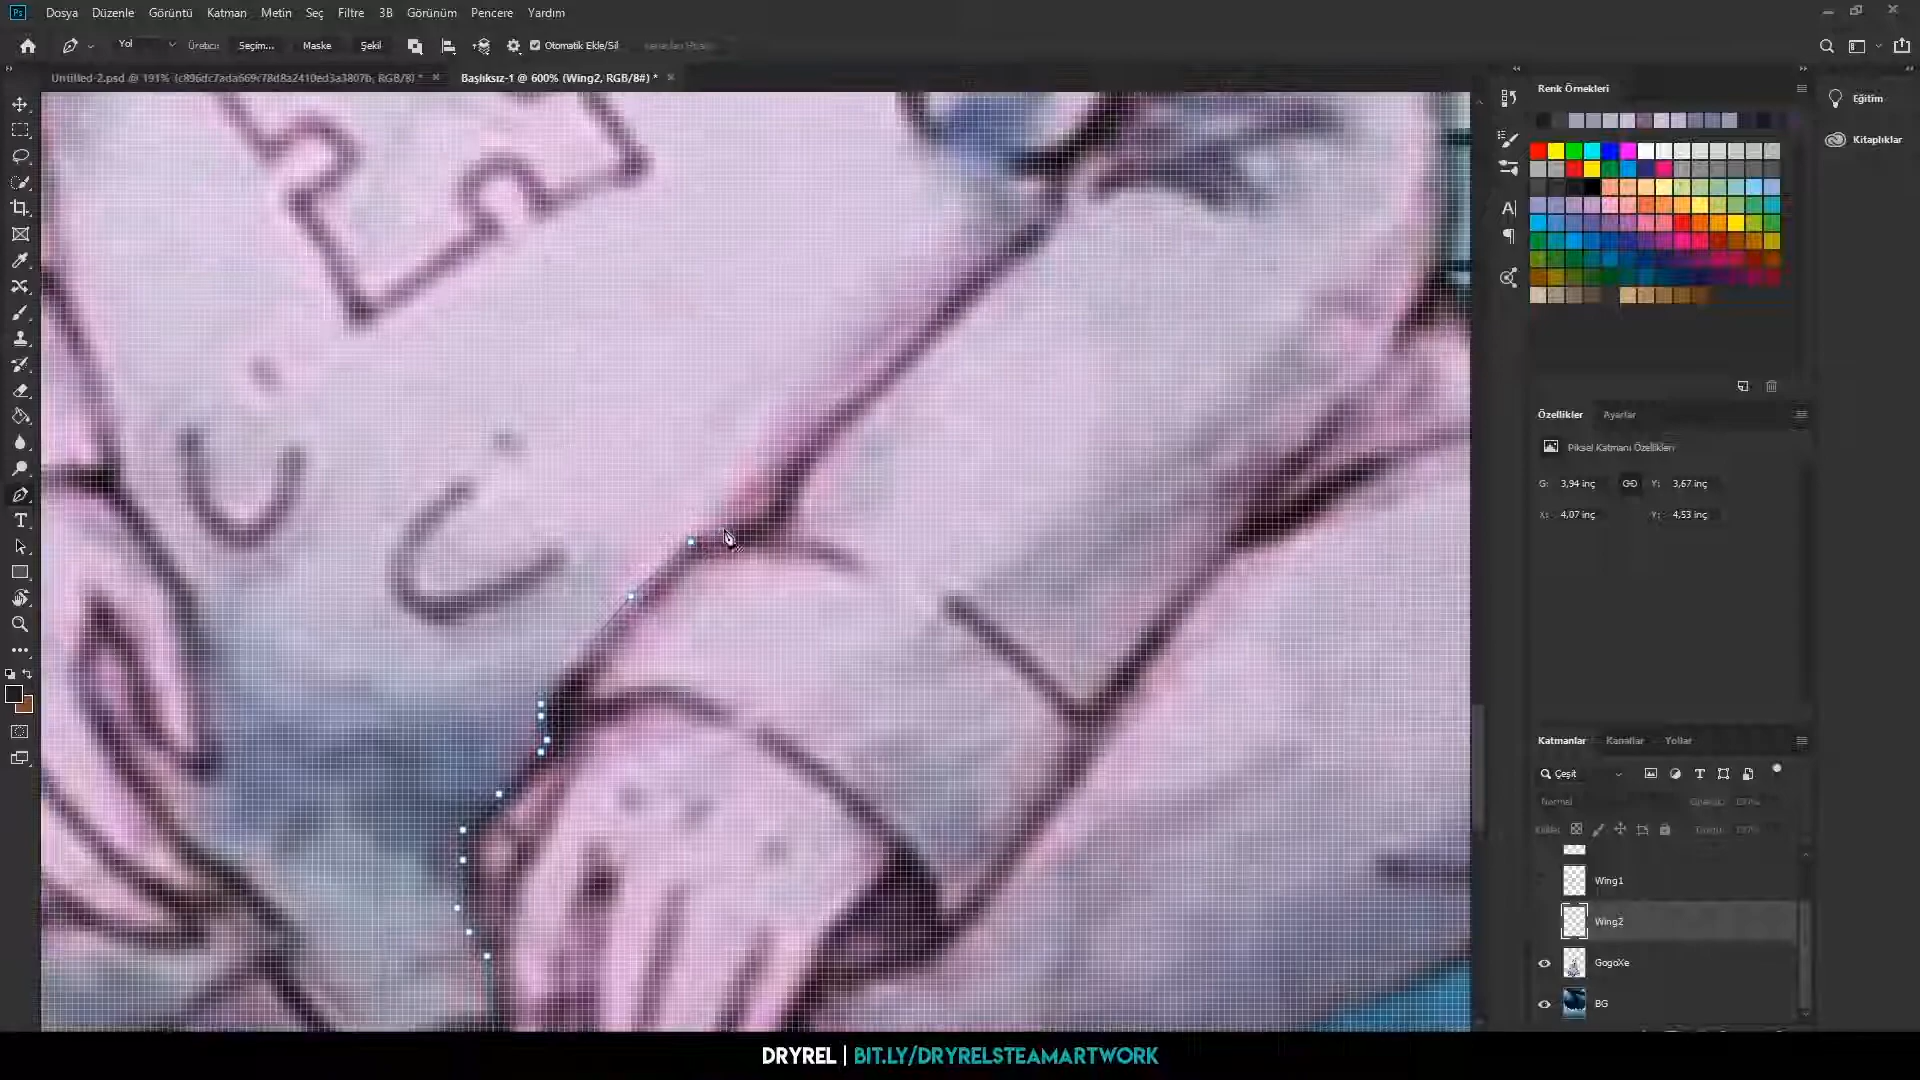 Dosya Düzenle Görüntü Katman Metin Seç Filtre 3B Görünüm Pencere Yardım
Yol Üretici: Seçim... Maske Şekil Otomatik Ekle/Sil
Untitled-2.psd @ 191% (c896dc7ada669c78d8a2410ed3a3807b, RGB/8) * Başlıksız-1 @ 600% (Wing2, RGB/8#) *
Renk Örnekleri
Eğitim
Kitaplıklar
Özellikler Ayarlar
Piksel Katmanı Özellikleri
G: 3,94 inç Y: 3,67 inç
X: 4,07 inç Y: 4,53 inç
Katmanlar Kanallar Yollar
Çeşit
Normal
Wing1
Wing2
GogoXe
BG
DRYREL | BIT.LY/DRYRELSTEAMARTWORK